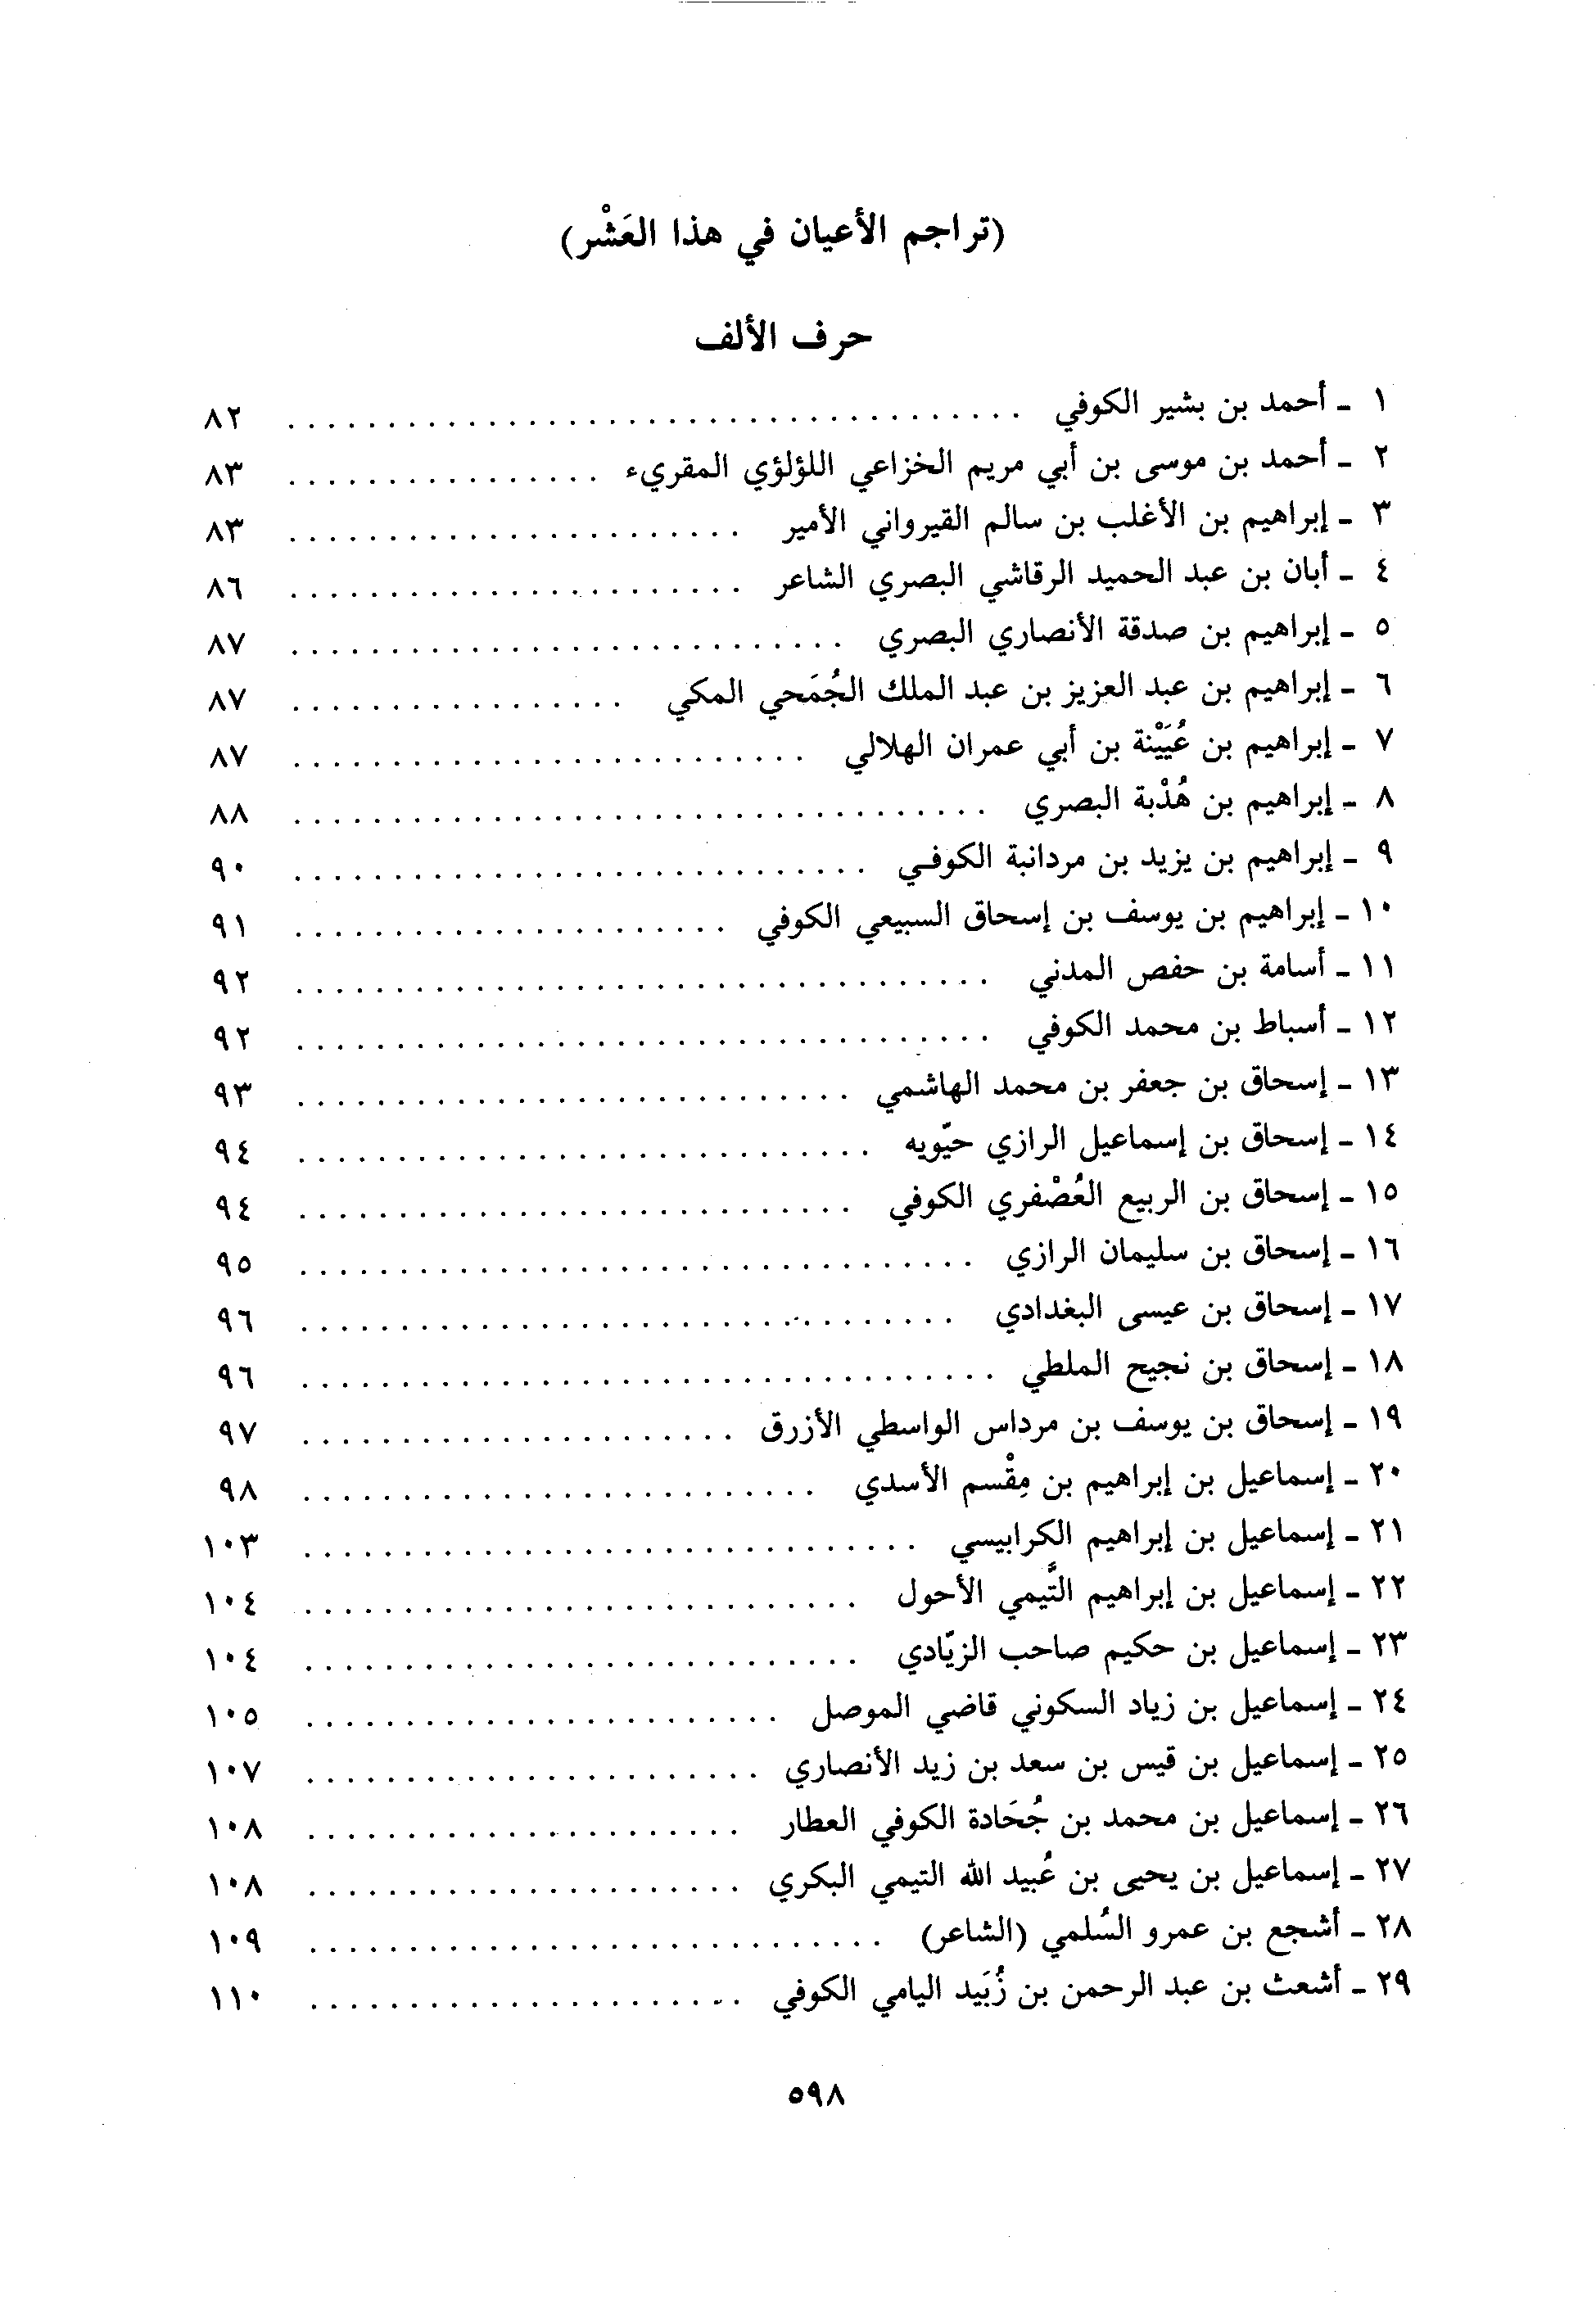 (تراجم الأعيان في هذا العَشْر)
حرف الألف
١ - أحمد بن بشير الكوفي . . . . . . . . . . ٨٢
٢ - أحمد بن موسى بن أبي مريم الخزاعي اللؤلؤي المقريء . . . . . . . . . . ٨٣
٣ - إبراهيم بن الأغلب بن سالم القيرواني الأمير . . . . . . . . . . ٨٣
٤ - أبان بن عبد الحميد الرقاشي البصري الشاعر . . . . . . . . . . ٨٦
٥ - إبراهيم بن صدقة الأنصاري البصري . . . . . . . . . . ٨٧
٦ - إبراهيم بن عبد العزيز بن عبد الملك الجُمَحي المكي . . . . . . . . . . ٨٧
٧ - إبراهيم بن عُيَيْنة بن أبي عمران الهلالي . . . . . . . . . . ٨٧
٨ - إبراهيم بن هُدْبة البصري . . . . . . . . . . ٨٨
٩ - إبراهيم بن يزيد بن مردانبة الكوفي . . . . . . . . . . ٩٠
١٠ - إبراهيم بن يوسف بن إسحاق السبيعي الكوفي . . . . . . . . . . ٩١
١١ - أسامة بن حفص المدني . . . . . . . . . . ٩٢
١٢ - أسباط بن محمد الكوفي . . . . . . . . . . ٩٢
١٣ - إسحاق بن جعفر بن محمد الهاشمي . . . . . . . . . . ٩٣
١٤ - إسحاق بن إسماعيل الرازي حيّويه . . . . . . . . . . ٩٤
١٥ - إسحاق بن الربيع العُصْفري الكوفي . . . . . . . . . . ٩٤
١٦ - إسحاق بن سليمان الرازي . . . . . . . . . . ٩٥
١٧ - إسحاق بن عيسى البغدادي . . . . . . . . . . ٩٦
١٨ - إسحاق بن نجيح الملطي . . . . . . . . . . ٩٦
١٩ - إسحاق بن يوسف بن مرداس الواسطي الأزرق . . . . . . . . . . ٩٧
٢٠ - إسماعيل بن إبراهيم بن مِقْسم الأسدي . . . . . . . . . . ٩٨
٢١ - إسماعيل بن إبراهيم الكرابيسي . . . . . . . . . . ١٠٣
٢٢ - إسماعيل بن إبراهيم التَّيمي الأحول . . . . . . . . . . ١٠٤
٢٣ - إسماعيل بن حكيم صاحب الزيّادي . . . . . . . . . . ١٠٤
٢٤ - إسماعيل بن زياد السكوني قاضي الموصل . . . . . . . . . . ١٠٥
٢٥ - إسماعيل بن قيس بن سعد بن زيد الأنصاري . . . . . . . . . . ١٠٧
٢٦ - إسماعيل بن محمد بن جُحَادة الكوفي العطار . . . . . . . . . . ١٠٨
٢٧ - إسماعيل بن يحيى بن عُبيد الله التيمي البكري . . . . . . . . . . ١٠٨
٢٨ - أشجع بن عمرو السُلمي (الشاعر) . . . . . . . . . . ١٠٩
٢٩ - أشعث بن عبد الرحمن بن زُبَيد اليامي الكوفي . . . . . . . . . . ١١٠
٥٩٨